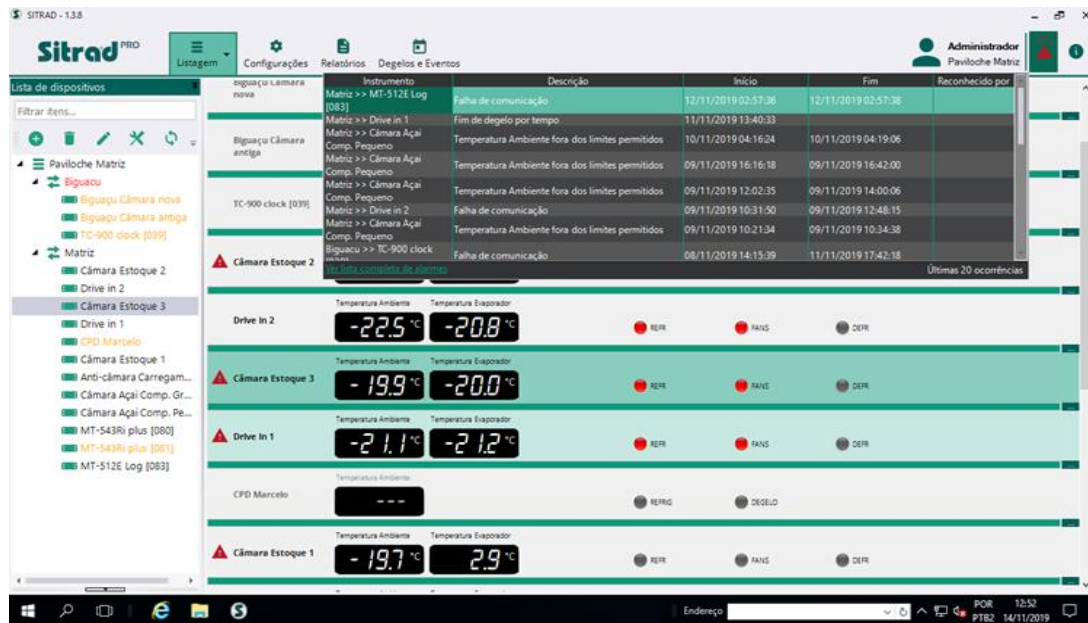 SITRAD - 1.3.8
Sitrad PRO
Listagem
Configurações
Relatórios
Degelos e Eventos
Administrador
Paviloche Matriz
Lista de dispositivos
Filtrar itens...
Paviloche Matriz
Biguacu
Biguaçu Câmara nova
Biguaçu Câmara antiga
TC-900 clock [039]
Matriz
Câmara Estoque 2
Drive in 2
Câmara Estoque 3
Drive in 1
CPD Marcelo
Câmara Estoque 1
Anti-câmara Carregam...
Câmara Açai Comp. Gr...
Câmara Açai Comp. Pe...
MT-543Ri plus [080]
MT-543Ri plus [081]
MT-512E Log [083]
Instrumento Descrição Início Fim Reconhecido por
Matriz >> MT-512E Log
[083]
Falha de comunicação 12/11/2019 02:57:36 12/11/2019 02:57:38
Matriz >> Drive in 1 Fim de degelo por tempo 11/11/2019 13:40:33
Matriz >> Câmara Açai
Comp. Pequeno
Temperatura Ambiente fora dos limites permitidos 10/11/2019 04:16:24 10/11/2019 04:19:06
Matriz >> Câmara Açai
Comp. Pequeno
Temperatura Ambiente fora dos limites permitidos 09/11/2019 16:16:18 09/11/2019 16:42:00
Matriz >> Câmara Açai
Comp. Pequeno
Temperatura Ambiente fora dos limites permitidos 09/11/2019 12:02:35 09/11/2019 14:00:06
Matriz >> Drive in 2 Falha de comunicação 09/11/2019 10:31:50 09/11/2019 12:48:15
Matriz >> Câmara Açai
Comp. Pequeno
Temperatura Ambiente fora dos limites permitidos 09/11/2019 10:21:34 09/11/2019 10:34:38
Biguacu >> TC-900 clock
Falha de comunicação 08/11/2019 14:15:39 11/11/2019 17:42:18
Ver lista completa de alarmes
Últimas 20 ocorrências
Biguaçu Câmara
nova
Biguaçu Câmara
antiga
TC-900 clock [039]
Câmara Estoque 2
Temperatura Ambiente Temperatura Evaporador
Drive In 2 -22.5 °C -20.8 °C REFR FANS DEFR
Temperatura Ambiente Temperatura Evaporador
Câmara Estoque 3 -19.9 °C -20.0 °C REFR FANS DEFR
Temperatura Ambiente Temperatura Evaporador
Drive In 1 -21.1 °C -21.2 °C REFR FANS DEFR
Temperatura Ambiente
CPD Marcelo --- REFRIG DEGELO
Temperatura Ambiente Temperatura Evaporador
Câmara Estoque 1 -19.7 °C 2.9 °C REFR FANS DEFR
Endereço
POR
PTB2
12:52
14/11/2019